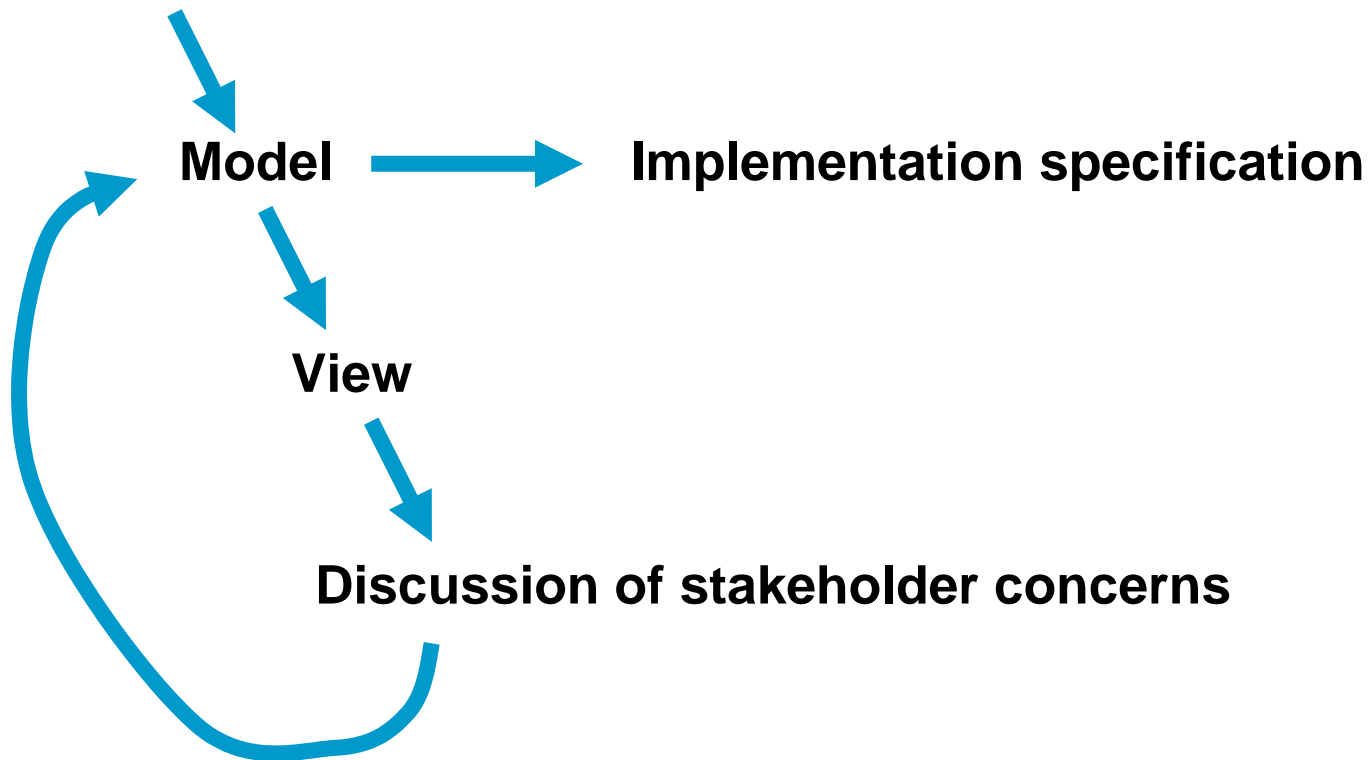 Model
Implementation specification
View
Discussion of stakeholder concerns